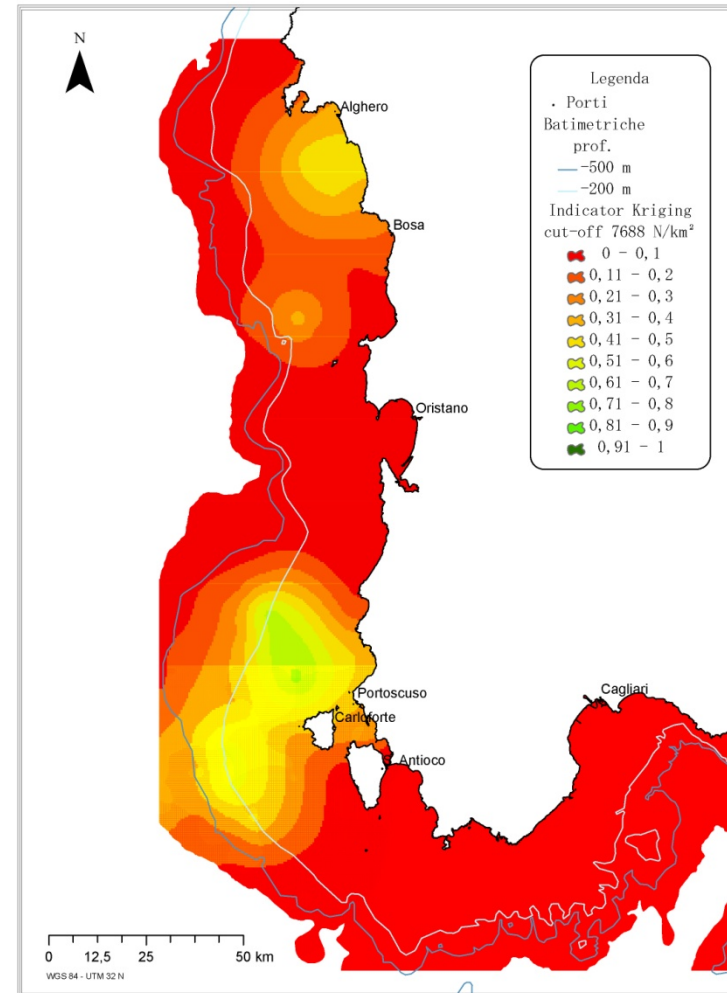 N
Alghero
Bosa
Oristano
Portoscuso
Carloforte
Cagliari
S. Antioco
Legenda
. Porti
Batimetriche
prof.
-500 m
-200 m
Indicator Kriging
cut-off 7688 N/km²
0 - 0,1
0,11 - 0,2
0,21 - 0,3
0,31 - 0,4
0,41 - 0,5
0,51 - 0,6
0,61 - 0,7
0,71 - 0,8
0,81 - 0,9
0,91 - 1
0 12,5 25 50 km
WGS 84 - UTM 32 N